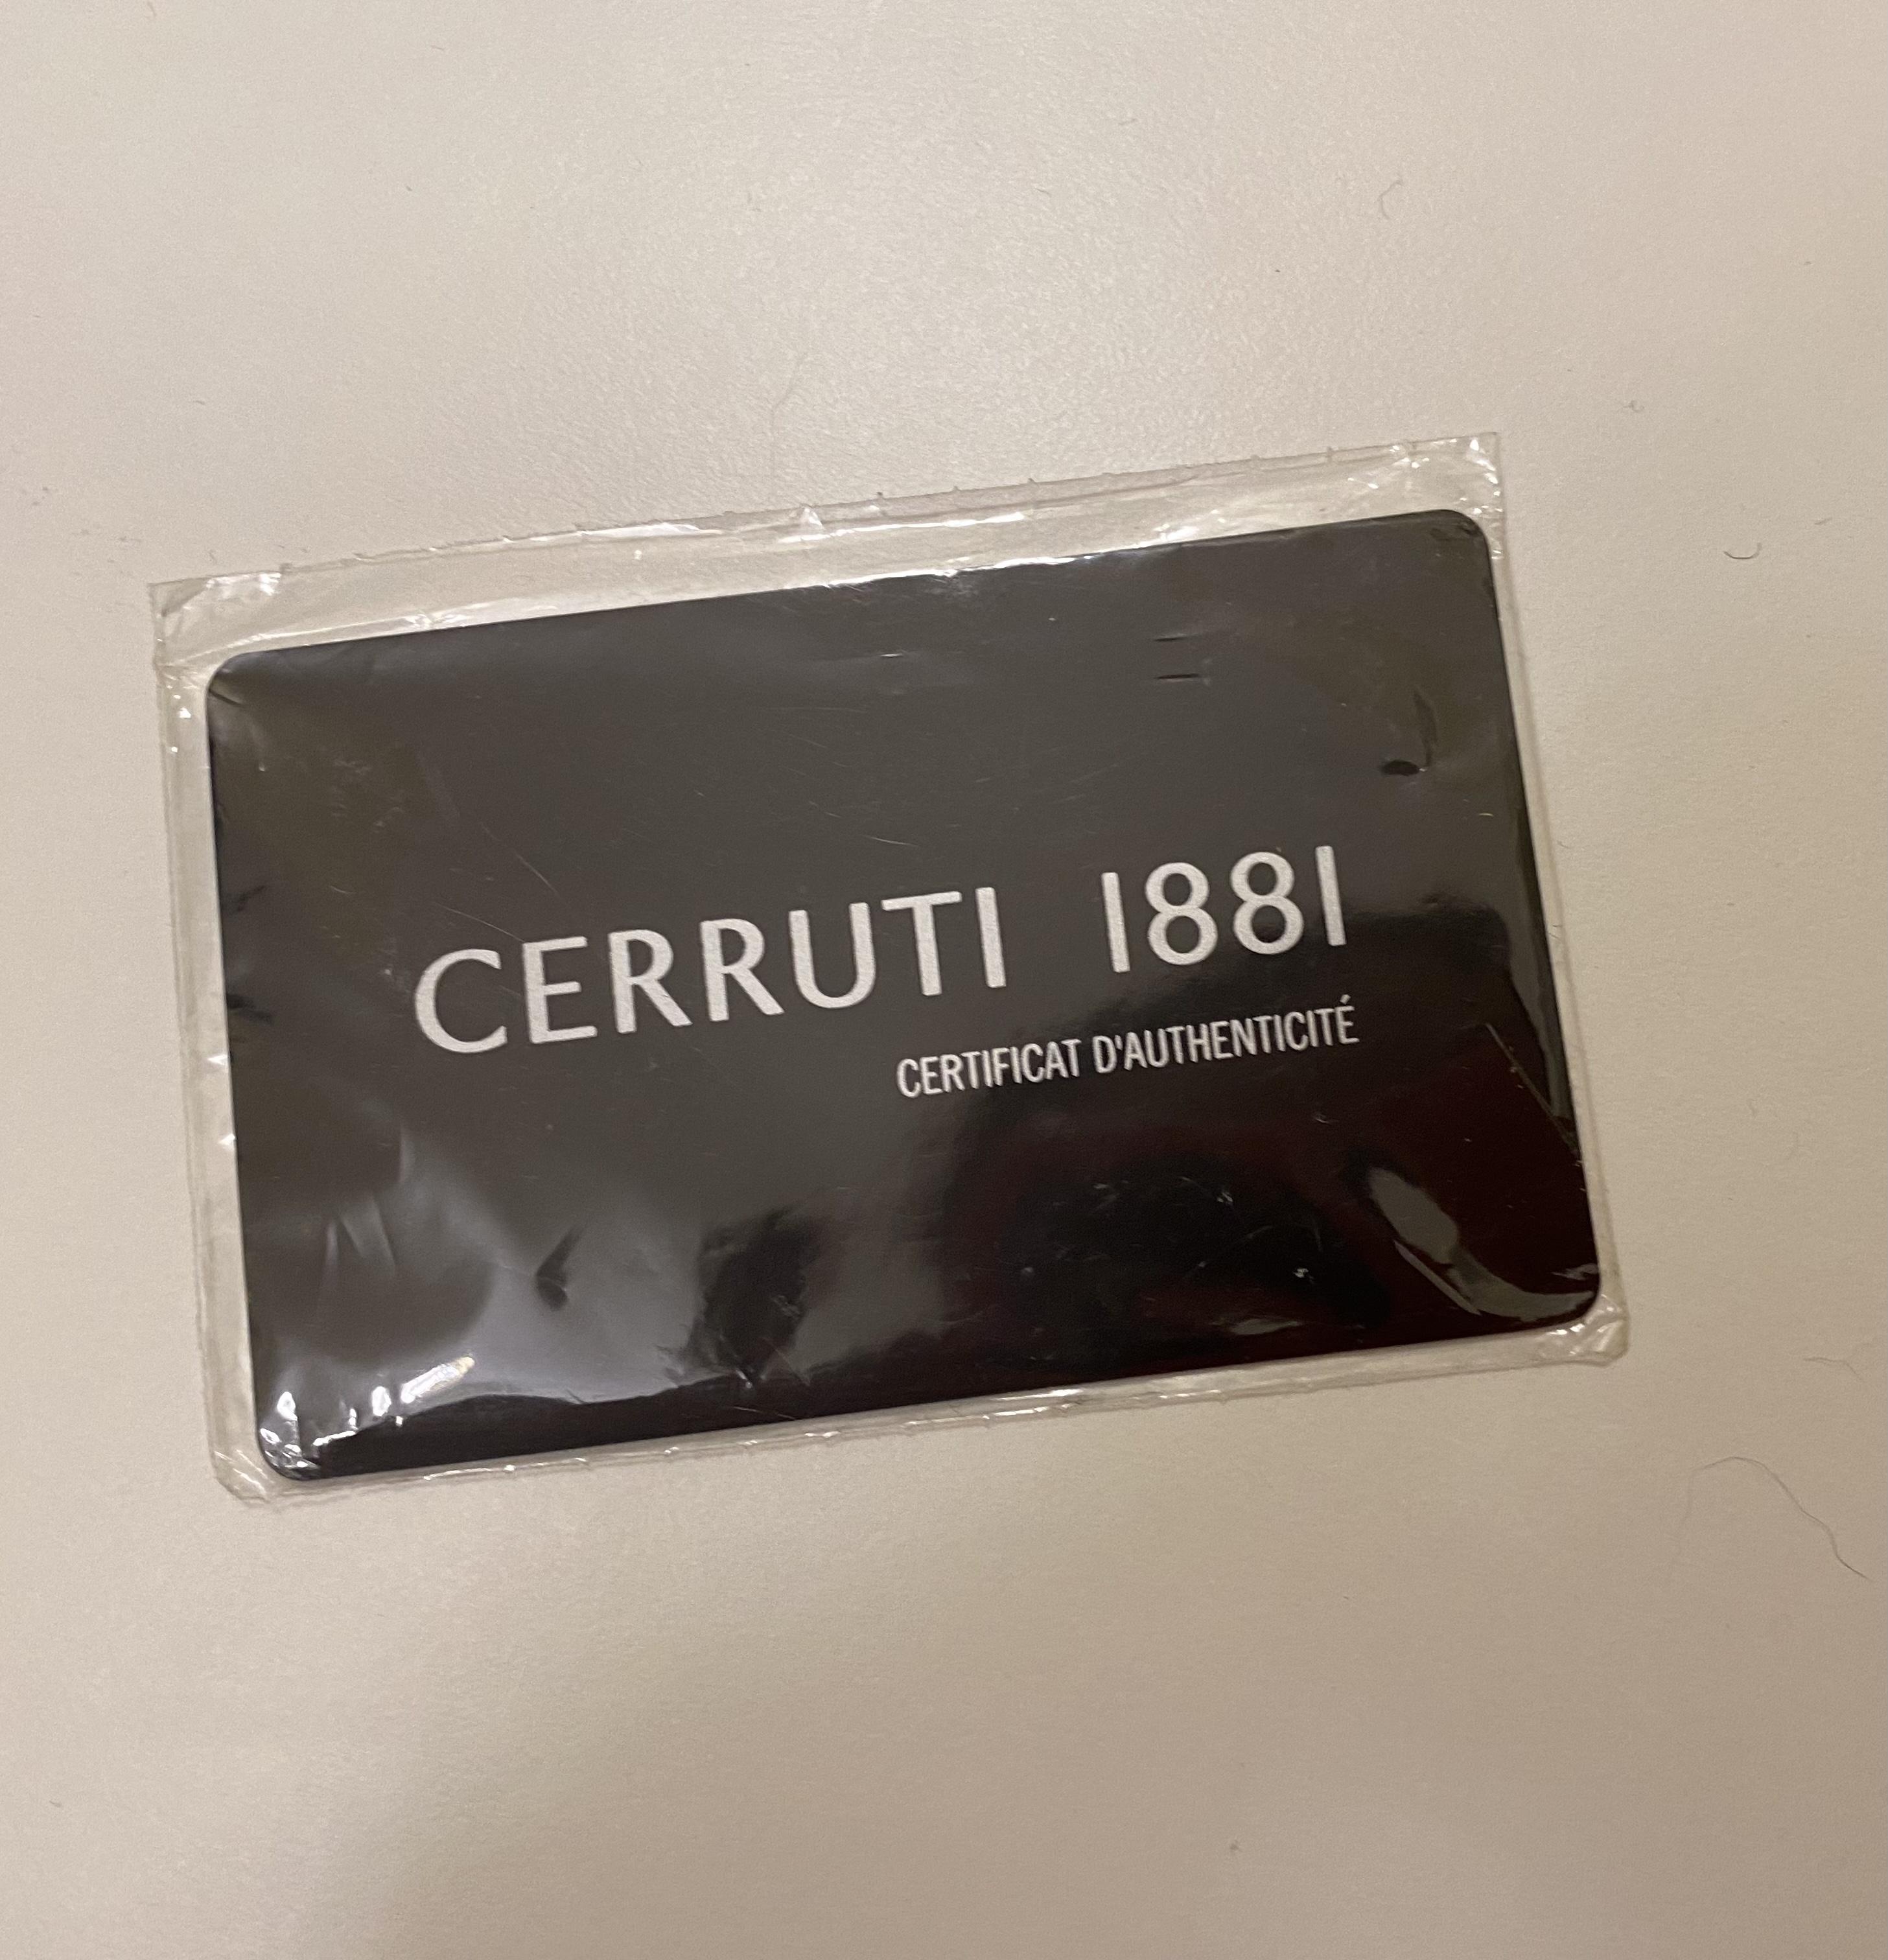 CERRUTI 1881
CERTIFICAT D'AUTHENTICITÉ